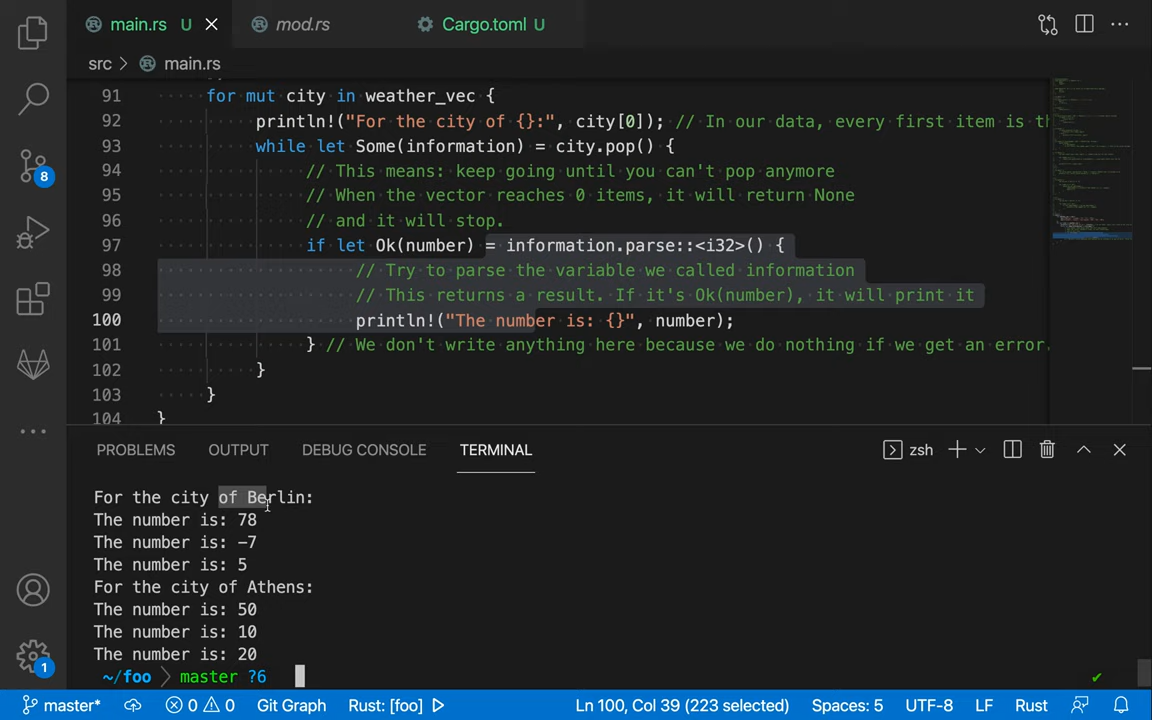 main.rs U
mod.rs
Cargo.toml U
src > main.rs
91 for mut city in weather_vec {
92 println!("For the city of {}:", city[0]); // In our data, every first item is th
93 while let Some(information) = city.pop() {
94 // This means: keep going until you can't pop anymore
95 // When the vector reaches 0 items, it will return None
96 // and it will stop.
97 if let Ok(number) = information.parse::<i32>() {
98 // Try to parse the variable we called information
99 // This returns a result. If it's Ok(number), it will print it
100 println!("The number is: {}", number);
101 } // We don't write anything here because we do nothing if we get an error.
102 }
103 }
104 }
8
PROBLEMS OUTPUT DEBUG CONSOLE TERMINAL
zsh
For the city of Berlin:
The number is: 78
The number is: -7
The number is: 5
For the city of Athens:
The number is: 50
The number is: 10
The number is: 20
~/foo > master ?6
1
master* 0 0 Git Graph Rust: [foo] Ln 100, Col 39 (223 selected) Spaces: 5 UTF-8 LF Rust